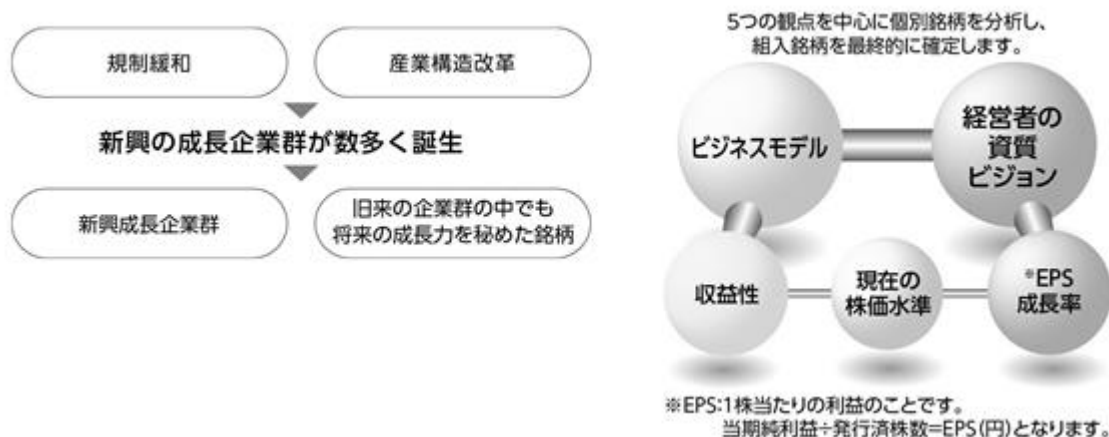 規制緩和
産業構造改革
新興の成長企業群が数多く誕生
新興成長企業群
旧来の企業群の中でも
将来の成長力を秘めた銘柄
5つの観点を中心に個別銘柄を分析し、
組入銘柄を最終的に確定します。
ビジネスモデル
経営者の
資質
ビジョン
収益性
現在の
株価水準
※EPS
成長率
※EPS:1株当たりの利益のことです。
当期純利益÷発行済株数=EPS(円)となります。